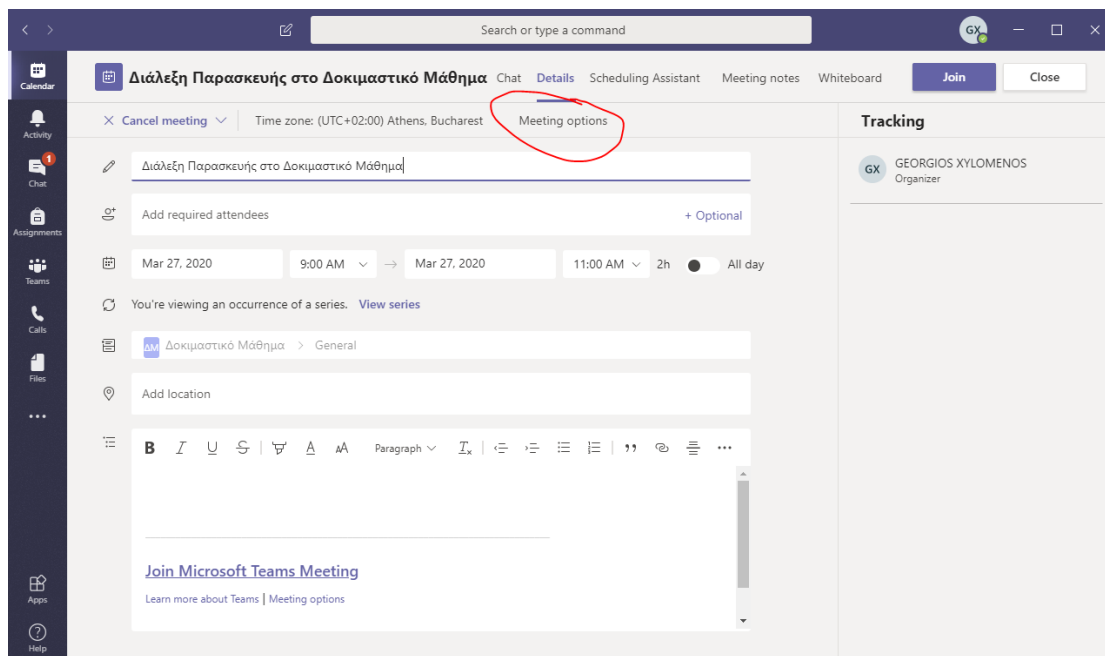 Search or type a command
GX
Calendar
Activity
1
Chat
Assignments
Teams
Calls
Files
Apps
Help
Διάλεξη Παρασκευής στο Δοκιμαστικό Μάθημα Chat Details Scheduling Assistant Meeting notes Whiteboard Join Close
Cancel meeting Time zone: (UTC+02:00) Athens, Bucharest Meeting options
Διάλεξη Παρασκευής στο Δοκιμαστικό Μάθημα
Add required attendees + Optional
Mar 27, 2020 9:00 AM → Mar 27, 2020 11:00 AM 2h All day
You're viewing an occurrence of a series. View series
ΔΜ Δοκιμαστικό Μάθημα > General
Add location
B I U S A AA Paragraph Tx
Join Microsoft Teams Meeting
Learn more about Teams | Meeting options
Tracking
GX GEORGIOS XYLOMENOS
Organizer